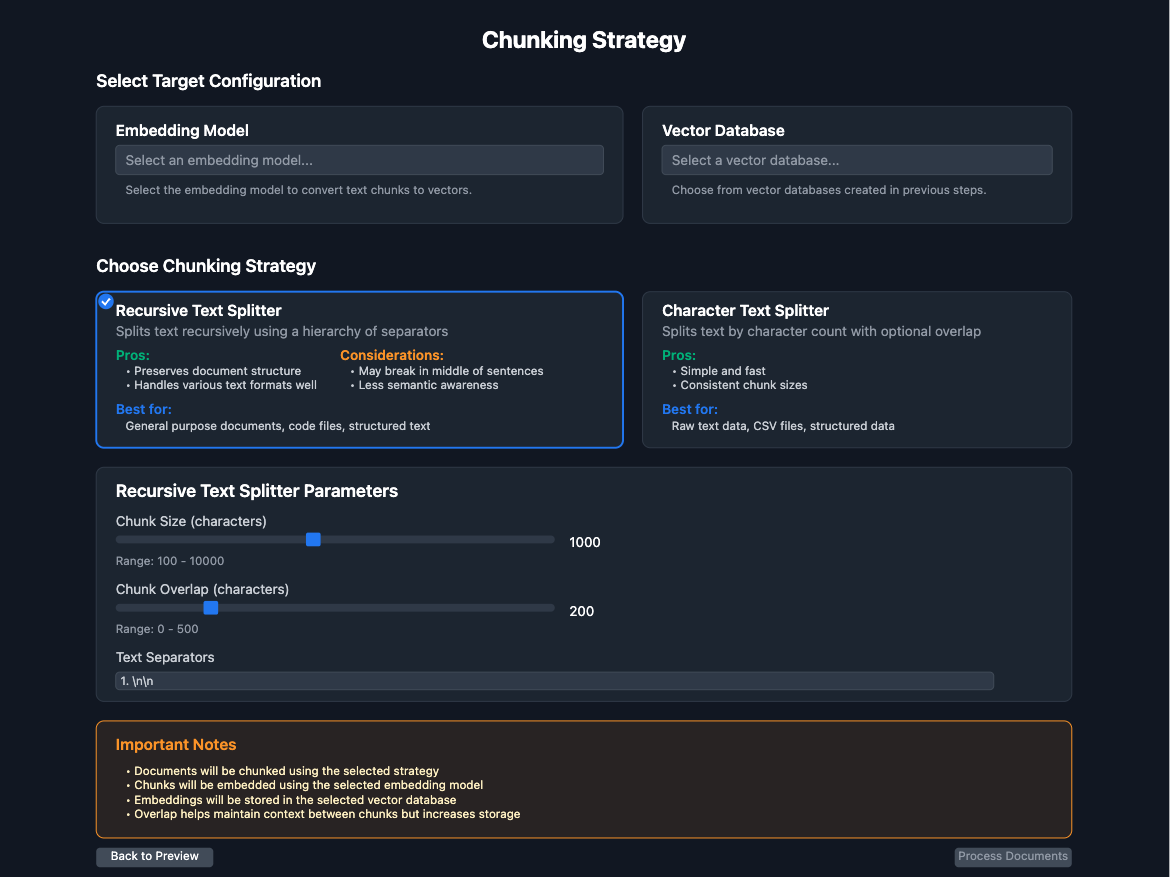 Chunking Strategy
Select Target Configuration
Embedding Model
Select an embedding model...
Select the embedding model to convert text chunks to vectors.
Vector Database
Select a vector database...
Choose from vector databases created in previous steps.
Choose Chunking Strategy
Recursive Text Splitter
Splits text recursively using a hierarchy of separators
Pros:
• Preserves document structure
• Handles various text formats well
Considerations:
• May break in middle of sentences
• Less semantic awareness
Best for:
General purpose documents, code files, structured text
Character Text Splitter
Splits text by character count with optional overlap
Pros:
• Simple and fast
• Consistent chunk sizes
Best for:
Raw text data, CSV files, structured data
Recursive Text Splitter Parameters
Chunk Size (characters)
1000
Range: 100 - 10000
Chunk Overlap (characters)
200
Range: 0 - 500
Text Separators
1. \n\n
Important Notes
• Documents will be chunked using the selected strategy
• Chunks will be embedded using the selected embedding model
• Embeddings will be stored in the selected vector database
• Overlap helps maintain context between chunks but increases storage
Back to Preview
Process Documents